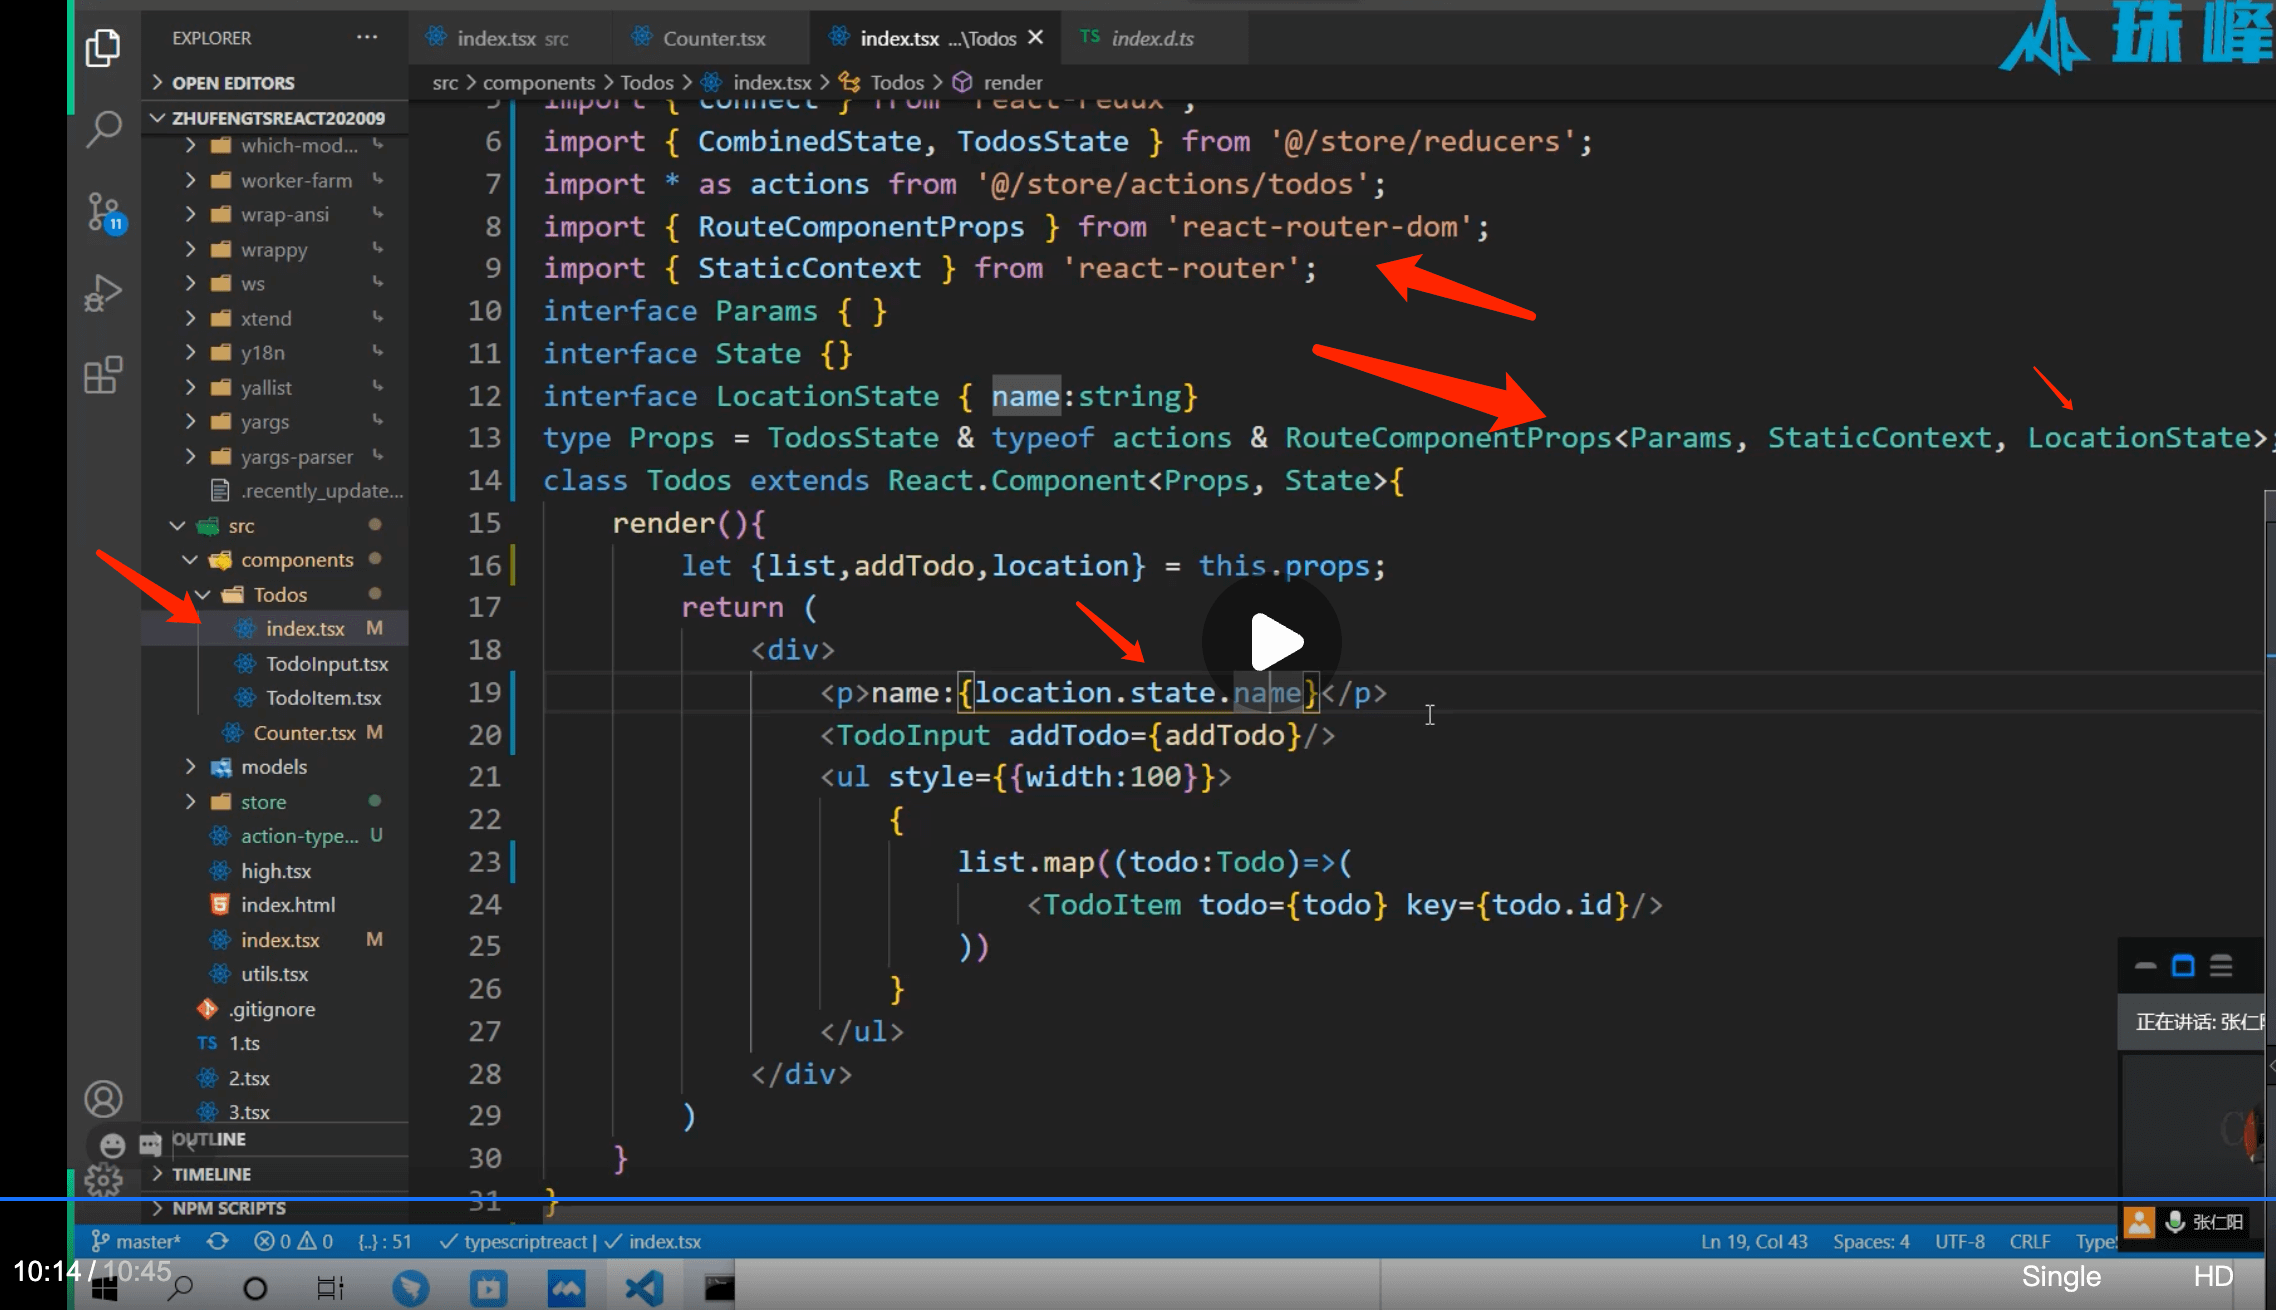 EXPLORER ···
index.tsx src
Counter.tsx
index.tsx ...\Todos
TS index.d.ts
珠峰
OPEN EDITORS
src > components > Todos > index.tsx > Todos > render
ZHUFENGTSREACT202009
which-mod...
worker-farm
wrap-ansi
wrappy
ws
xtend
y18n
yallist
yargs
yargs-parser
.recently_update...
src
components
Todos
index.tsx M
TodoInput.tsx
TodoItem.tsx
Counter.tsx M
models
store
action-type... U
high.tsx
index.html
index.tsx M
utils.tsx
.gitignore
TS 1.ts
2.tsx
3.tsx
OUTLINE
TIMELINE
NPM SCRIPTS
11
5 import { connect } from 'react-redux';
6 import { CombinedState, TodosState } from '@/store/reducers';
7 import * as actions from '@/store/actions/todos';
8 import { RouteComponentProps } from 'react-router-dom';
9 import { StaticContext } from 'react-router';
10 interface Params { }
11 interface State {}
12 interface LocationState { name:string}
13 type Props = TodosState & typeof actions & RouteComponentProps<Params, StaticContext, LocationState>;
14 class Todos extends React.Component<Props, State>{
15 render(){
16 let {list,addTodo,location} = this.props;
17 return (
18 <div>
19 <p>name:{location.state.name}</p>
20 <TodoInput addTodo={addTodo}/>
21 <ul style={{width:100}}>
22 {
23 list.map((todo:Todo)=>(
24 <TodoItem todo={todo} key={todo.id}/>
25 ))
26 }
27 </ul>
28 </div>
29 )
30 }
31 }
正在讲话: 张仁
张仁阳
master* 0 0 {..} : 51 typescriptreact | index.tsx
Ln 19, Col 43 Spaces: 4 UTF-8 CRLF Type
10:14 / 10:45
Single HD